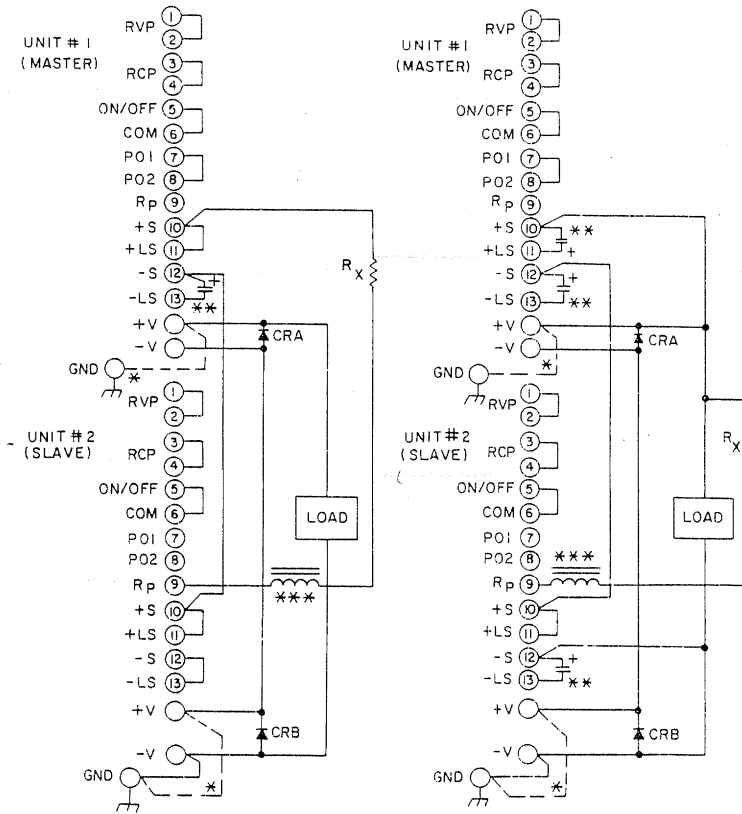 UNIT # 1
(MASTER)
RVP
1
2
RCP
3
4
ON/OFF 5
COM 6
PO1 7
PO2 8
Rp 9
+S 10
+LS 11
-S 12
+
-LS 13
**
+V
-V
CRA
RX
GND
*
UNIT #2
(SLAVE)
RVP
1
2
RCP
3
4
ON/OFF 5
COM 6
PO1 7
PO2 8
Rp 9
***
+S 10
+LS 11
-S 12
-LS 13
+V
-V
CRB
LOAD
GND
*
UNIT #1
(MASTER)
RVP
1
2
RCP
3
4
ON/OFF 5
COM 6
PO1 7
PO2 8
Rp 9
+S 10
**
+LS 11
+
-S 12
+
-LS 13
**
+V
-V
CRA
GND
*
UNIT #2
(SLAVE)
RVP
1
2
RCP
3
4
ON/OFF 5
COM 6
PO1 7
PO2 8
***
Rp 9
+S 10
+LS 11
-S 12
+
-LS 13
**
+V
-V
CRB
RX
LOAD
GND
*